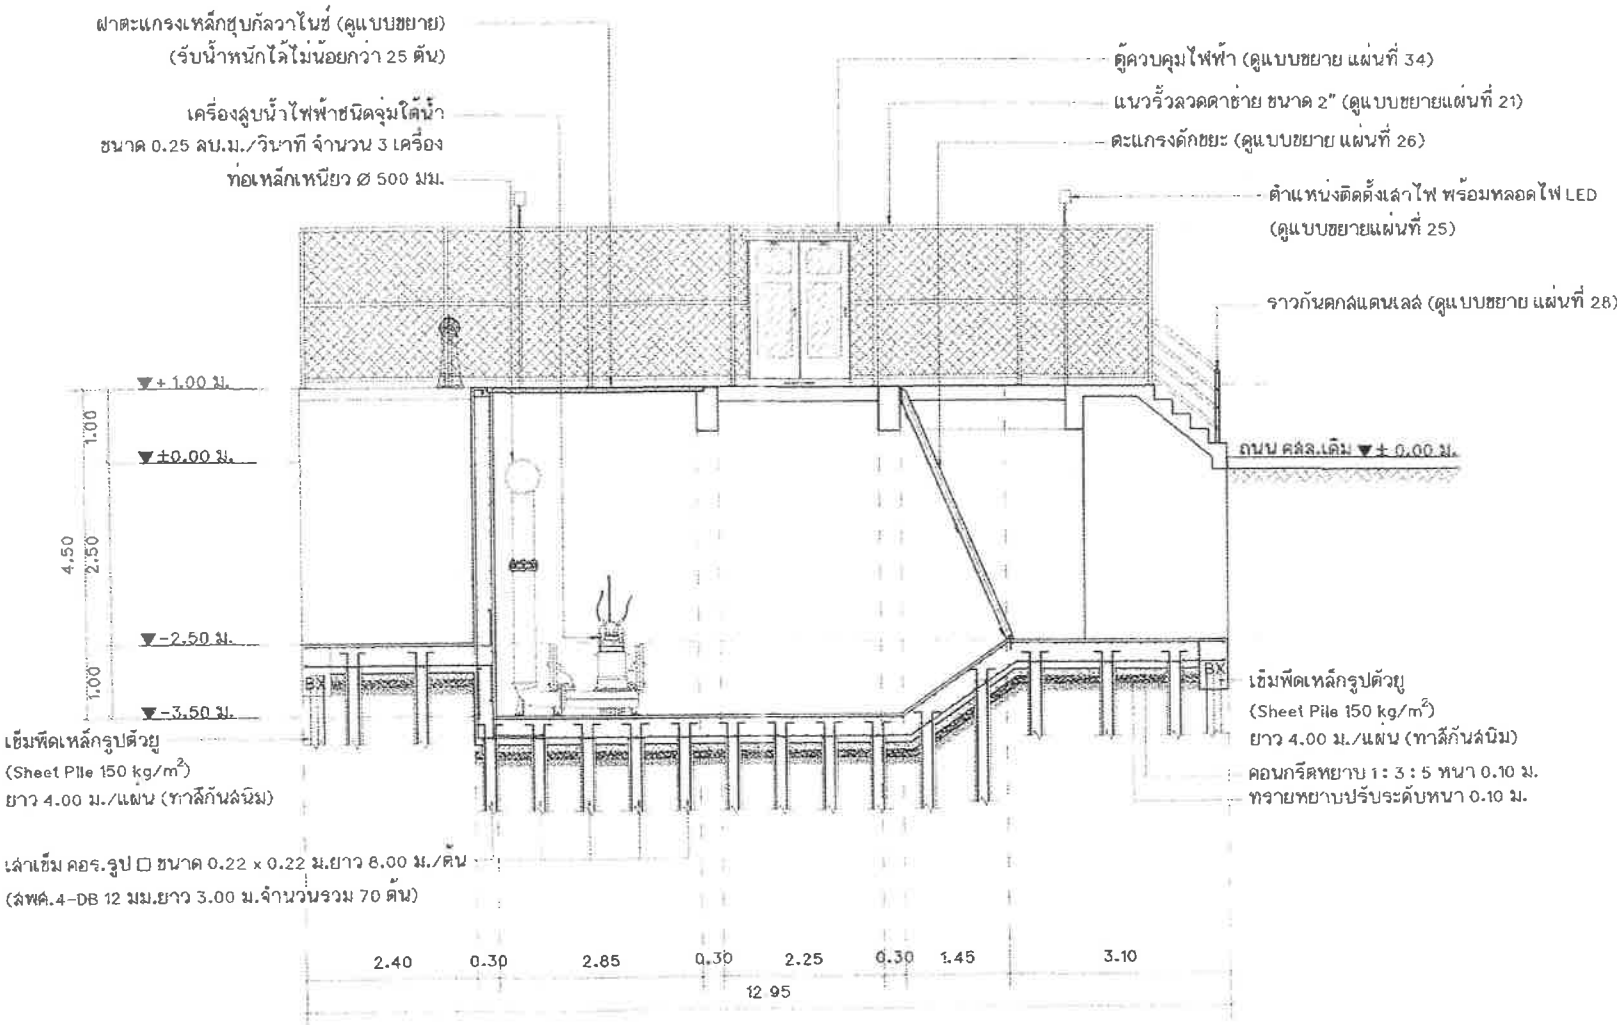 ฝาตะแกรงเหล็กชุบกัลวาไนซ์ (ดูแบบขยาย)
(รับน้ำหนักได้ไม่น้อยกว่า 25 ตัน)
เครื่องสูบน้ำไฟฟ้าชนิดจุ่มใต้น้ำ
ขนาด 0.25 ลบ.ม./วินาที จำนวน 3 เครื่อง
ท่อเหล็กเหนียว Ø 500 มม.
ตู้ควบคุมไฟฟ้า (ดูแบบขยาย แผ่นที่ 34)
แนวรั้วลวดตาข่าย ขนาด 2" (ดูแบบขยายแผ่นที่ 21)
ตะแกรงดักขยะ (ดูแบบขยาย แผ่นที่ 26)
ตำแหน่งติดตั้งเสาไฟ พร้อมหลอดไฟ LED
(ดูแบบขยายแผ่นที่ 25)
ราวกันตกสแตนเลส (ดูแบบขยาย แผ่นที่ 28)
+ 1.00 ม.
1.00
±0.00 ม.
ถนน คสล.เดิม ± 0.00 ม.
4.50
2.50
-2.50 ม.
1.00
-3.50 ม.
BX
BX
เข็มพืดเหล็กรูปตัวยู
(Sheet Pile 150 kg/m²)
ยาว 4.00 ม./แผ่น (ทาสีกันสนิม)
เข็มพืดเหล็กรูปตัวยู
(Sheet Pile 150 kg/m²)
ยาว 4.00 ม./แผ่น (ทาสีกันสนิม)
คอนกรีตหยาบ 1 : 3 : 5 หนา 0.10 ม.
ทรายหยาบปรับระดับหนา 0.10 ม.
เสาเข็ม คอร.รูป □ ขนาด 0.22 x 0.22 ม.ยาว 8.00 ม./ต้น
(สพค.4-DB 12 มม.ยาว 3.00 ม.จำนวนรวม 70 ต้น)
2.40 0.30 2.85 0.30 2.25 0.30 1.45 3.10
12.95